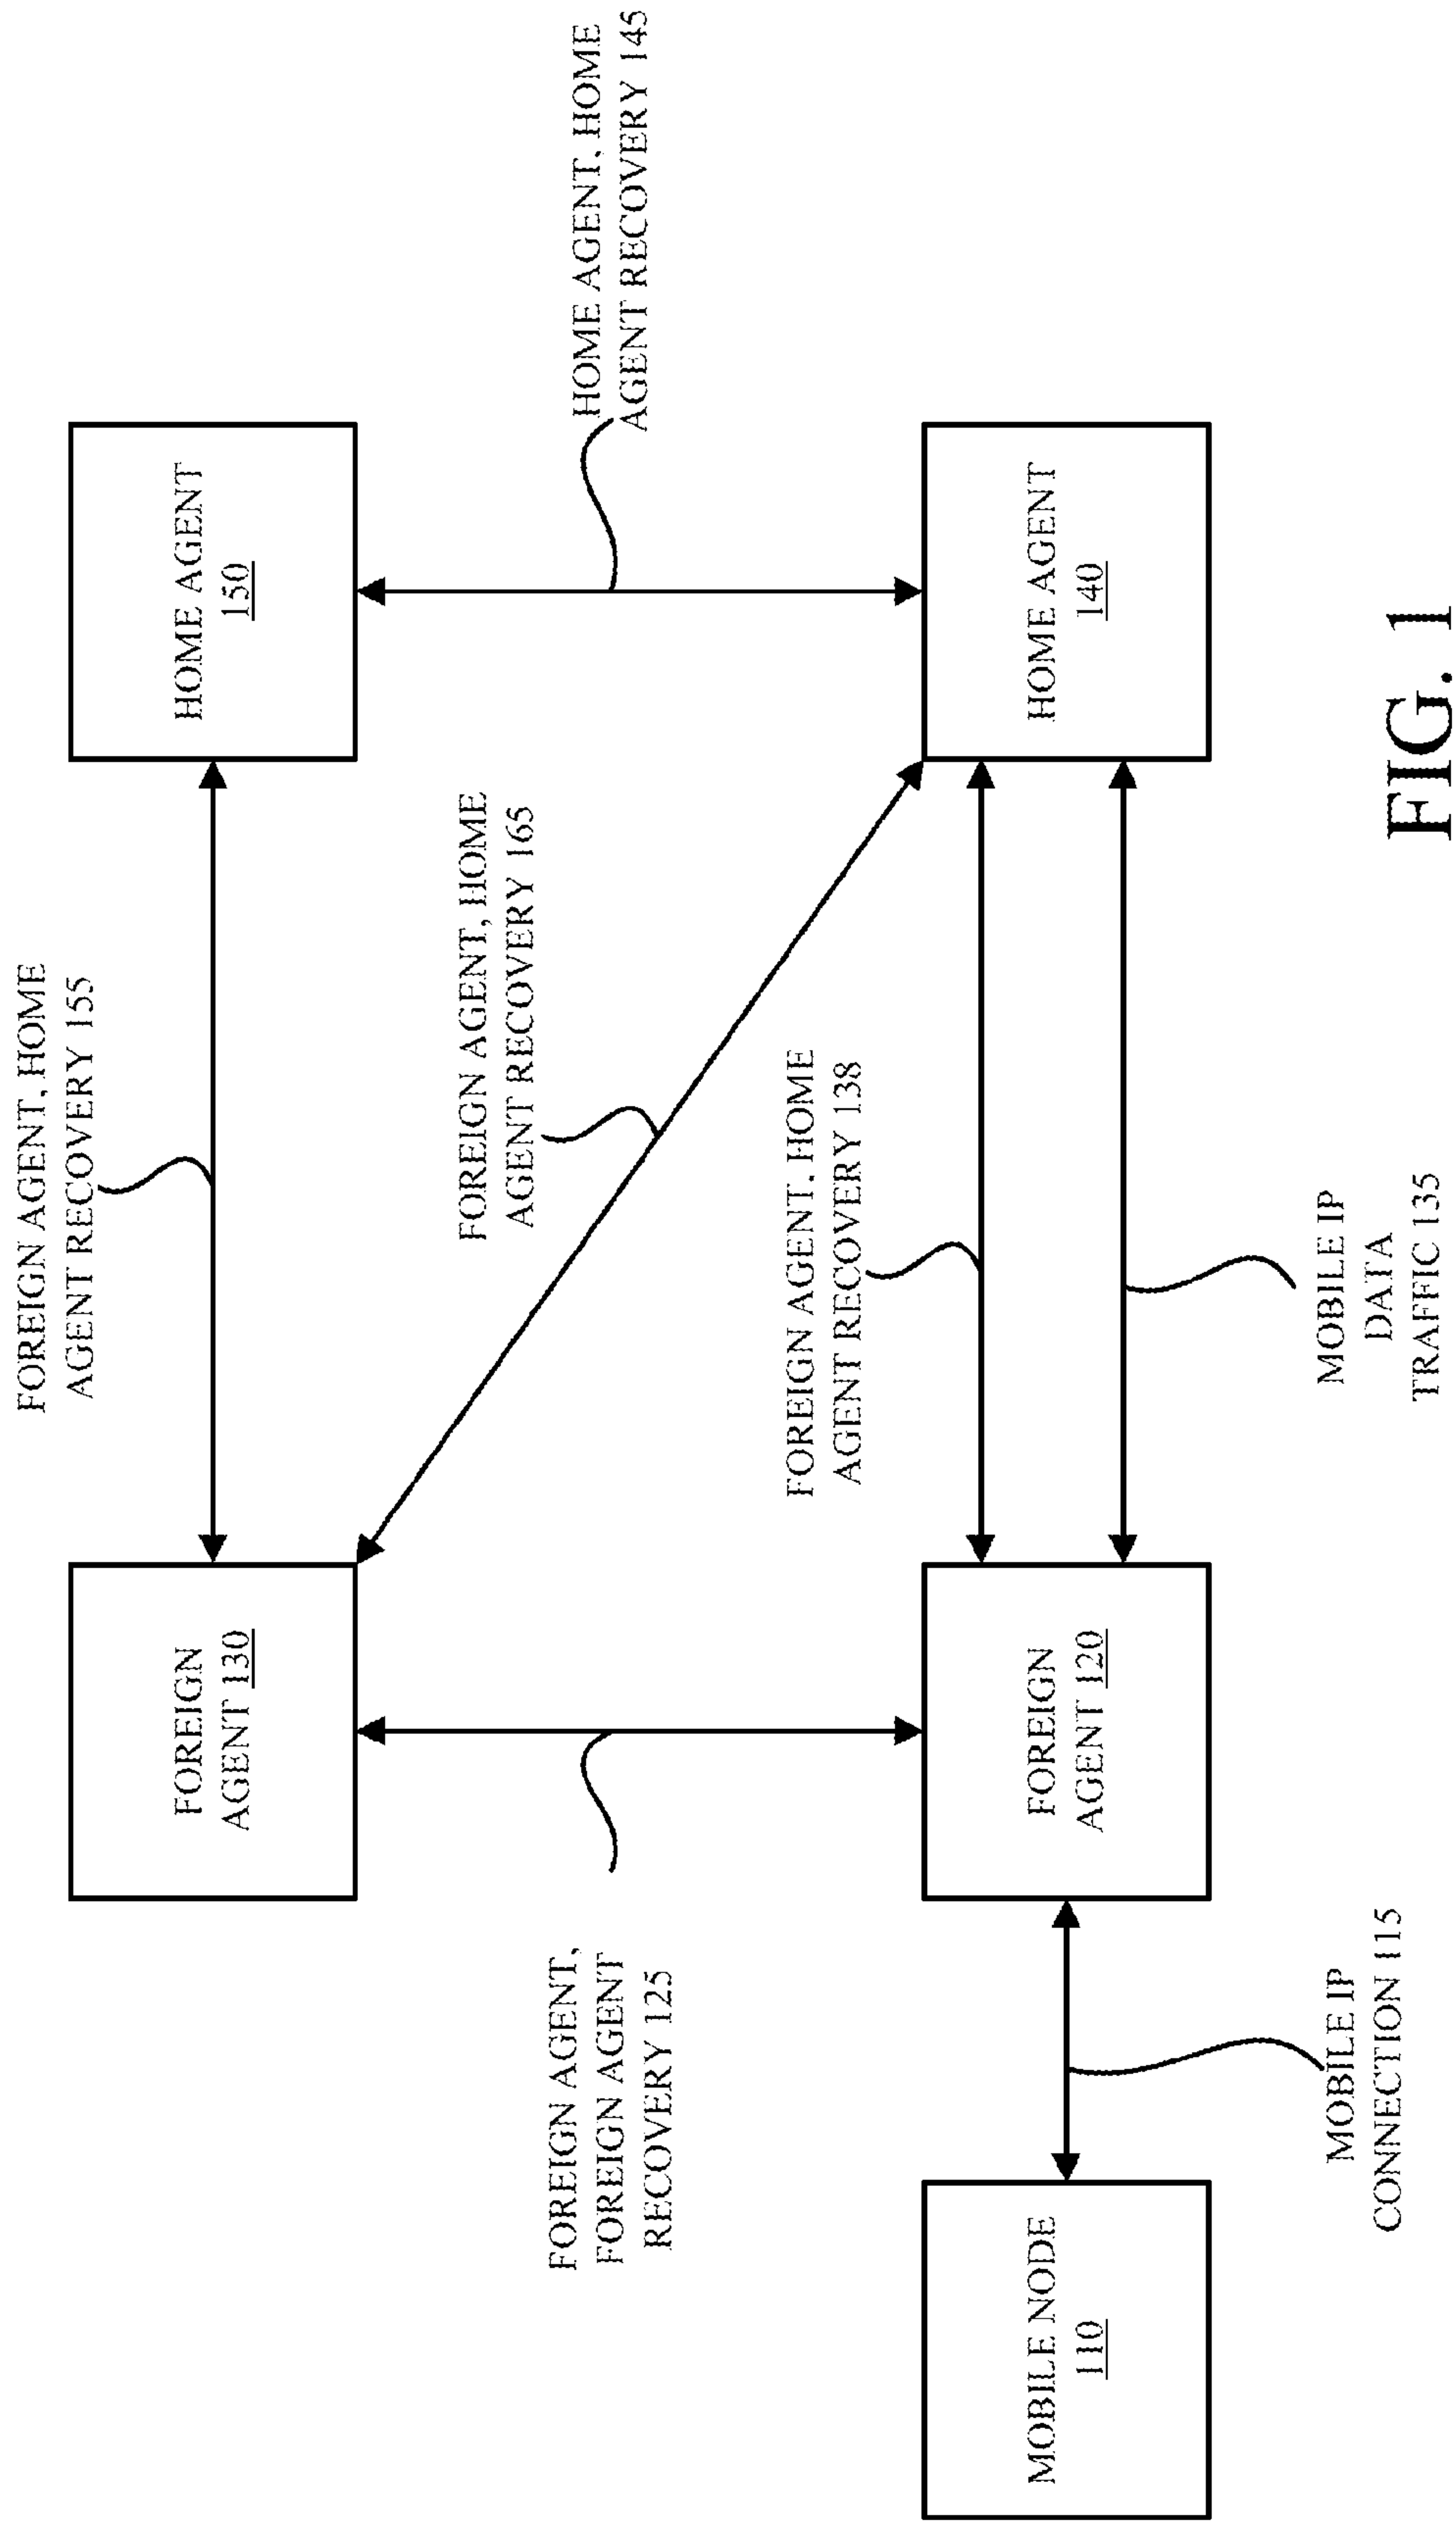 FOREIGN AGENT, HOME
AGENT RECOVERY 155
FOREIGN
AGENT 130
HOME AGENT
150
FOREIGN AGENT, HOME
AGENT RECOVERY 165
FOREIGN AGENT,
FOREIGN AGENT
RECOVERY 125
HOME AGENT, HOME
AGENT RECOVERY 145
FOREIGN AGENT, HOME
AGENT RECOVERY 138
MOBILE NODE
110
FOREIGN
AGENT 120
HOME AGENT
140
MOBILE IP
CONNECTION 115
MOBILE IP
DATA
TRAFFIC 135
FIG. 1